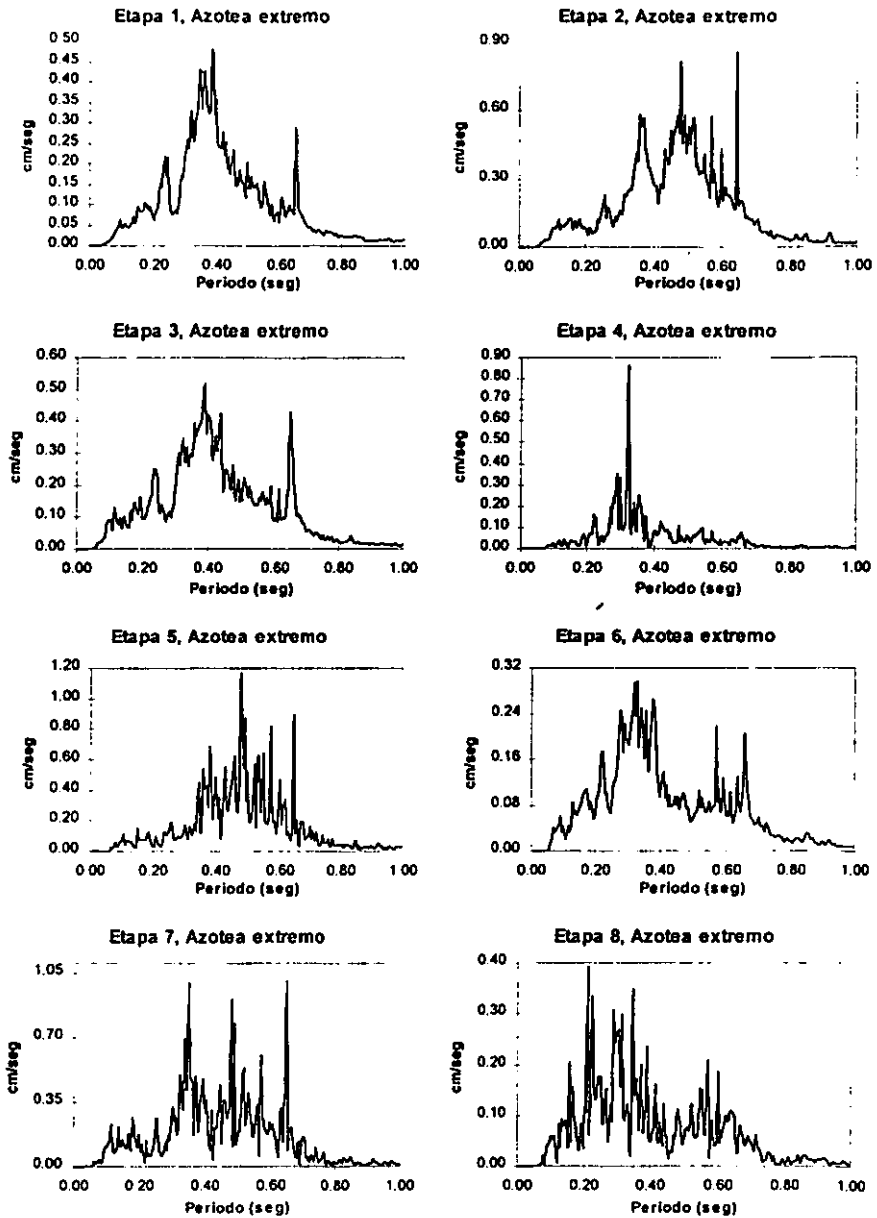 Etapa 1, Azotea extremo
0.50
0.45
0.40
0.35
0.30
0.25
0.20
0.15
0.10
0.05
0.00
cm/seg
0.00 0.20 0.40 0.60 0.80 1.00
Periodo (seg)
Etapa 2, Azotea extremo
0.90
0.60
0.30
0.00
cm/seg
0.00 0.20 0.40 0.60 0.80 1.00
Periodo (seg)
Etapa 3, Azotea extremo
0.60
0.50
0.40
0.30
0.20
0.10
0.00
cm/seg
0.00 0.20 0.40 0.60 0.80 1.00
Periodo (seg)
Etapa 4, Azotea extremo
0.90
0.80
0.70
0.60
0.50
0.40
0.30
0.20
0.10
0.00
cm/seg
0.00 0.20 0.40 0.60 0.80 1.00
Periodo (seg)
Etapa 5, Azotea extremo
1.20
1.00
0.80
0.60
0.40
0.20
0.00
cm/seg
0.00 0.20 0.40 0.60 0.80 1.00
Periodo (seg)
Etapa 6, Azotea extremo
0.32
0.24
0.16
0.08
0.00
cm/seg
0.00 0.20 0.40 0.60 0.80 1.00
Periodo (seg)
Etapa 7, Azotea extremo
1.05
0.70
0.35
0.00
cm/seg
0.00 0.20 0.40 0.60 0.80 1.00
Periodo (seg)
Etapa 8, Azotea extremo
0.40
0.30
0.20
0.10
0.00
cm/seg
0.00 0.20 0.40 0.60 0.80 1.00
Periodo (seg)